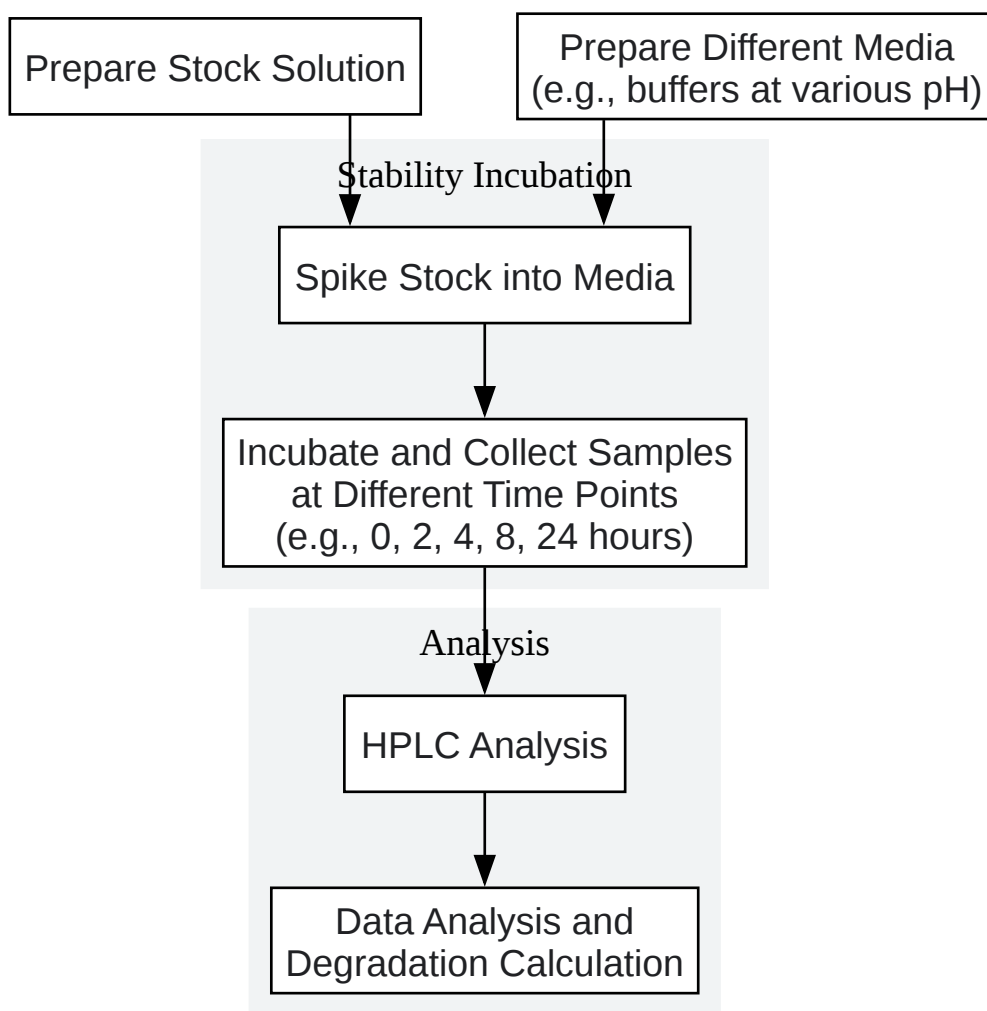 Prepare Stock Solution
Prepare Different Media
(e.g., buffers at various pH)
Stability Incubation
Spike Stock into Media
Incubate and Collect Samples
at Different Time Points
(e.g., 0, 2, 4, 8, 24 hours)
Analysis
HPLC Analysis
Data Analysis and
Degradation Calculation